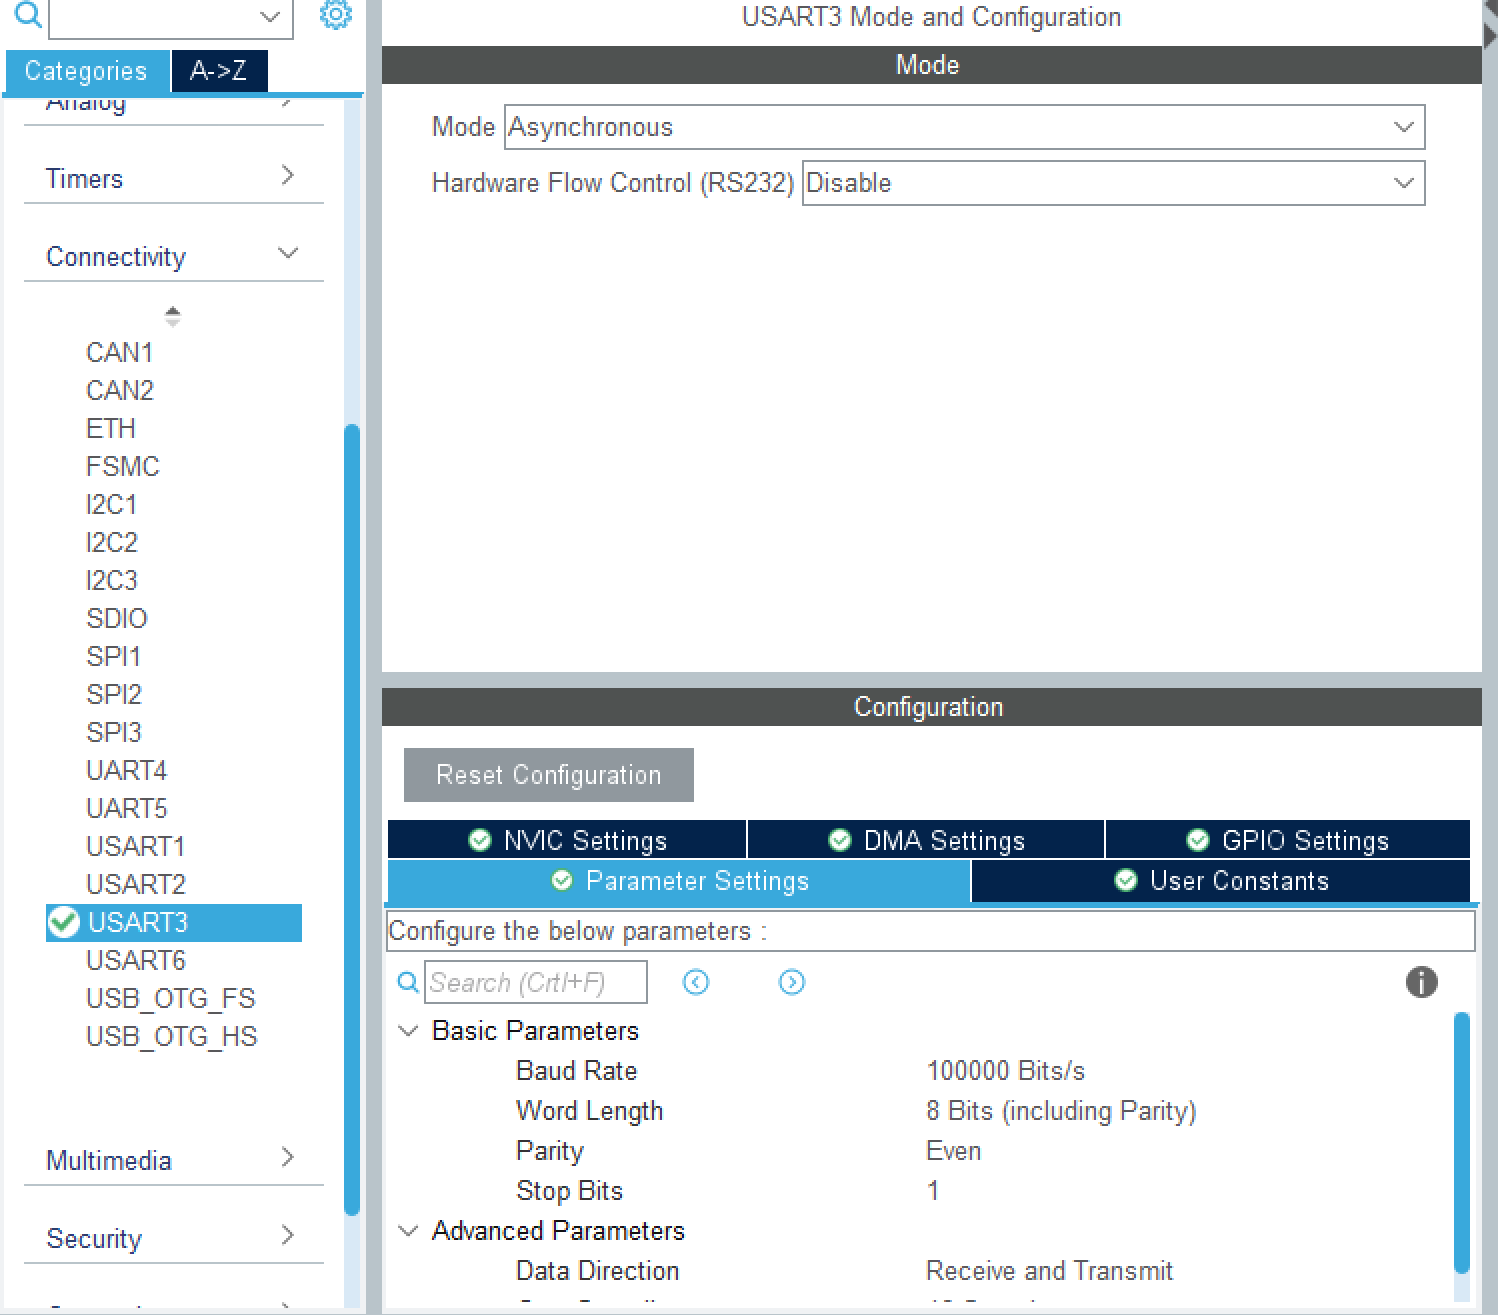 Categories
A->Z
Analog
Timers
Connectivity
CAN1
CAN2
ETH
FSMC
I2C1
I2C2
I2C3
SDIO
SPI1
SPI2
SPI3
UART4
UART5
USART1
USART2
USART3
USART6
USB_OTG_FS
USB_OTG_HS
Multimedia
Security
USART3 Mode and Configuration
Mode
Mode Asynchronous
Hardware Flow Control (RS232) Disable
Configuration
Reset Configuration
NVIC Settings
DMA Settings
GPIO Settings
Parameter Settings
User Constants
Configure the below parameters :
Search (Crtl+F)
Basic Parameters
Baud Rate 100000 Bits/s
Word Length 8 Bits (including Parity)
Parity Even
Stop Bits 1
Advanced Parameters
Data Direction Receive and Transmit